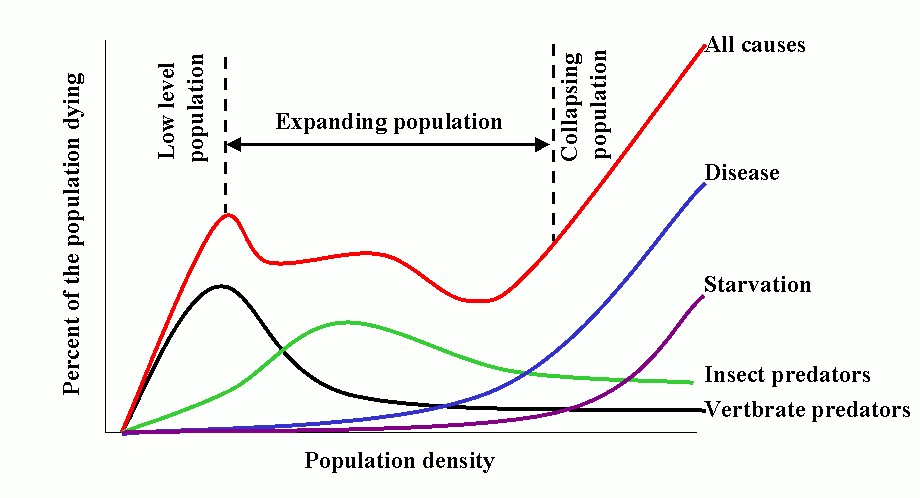 All causes
Low level
population
Collapsing
population
Expanding population
Percent of the population dying
Disease
Starvation
Insect predators
Vertbrate predators
Population density